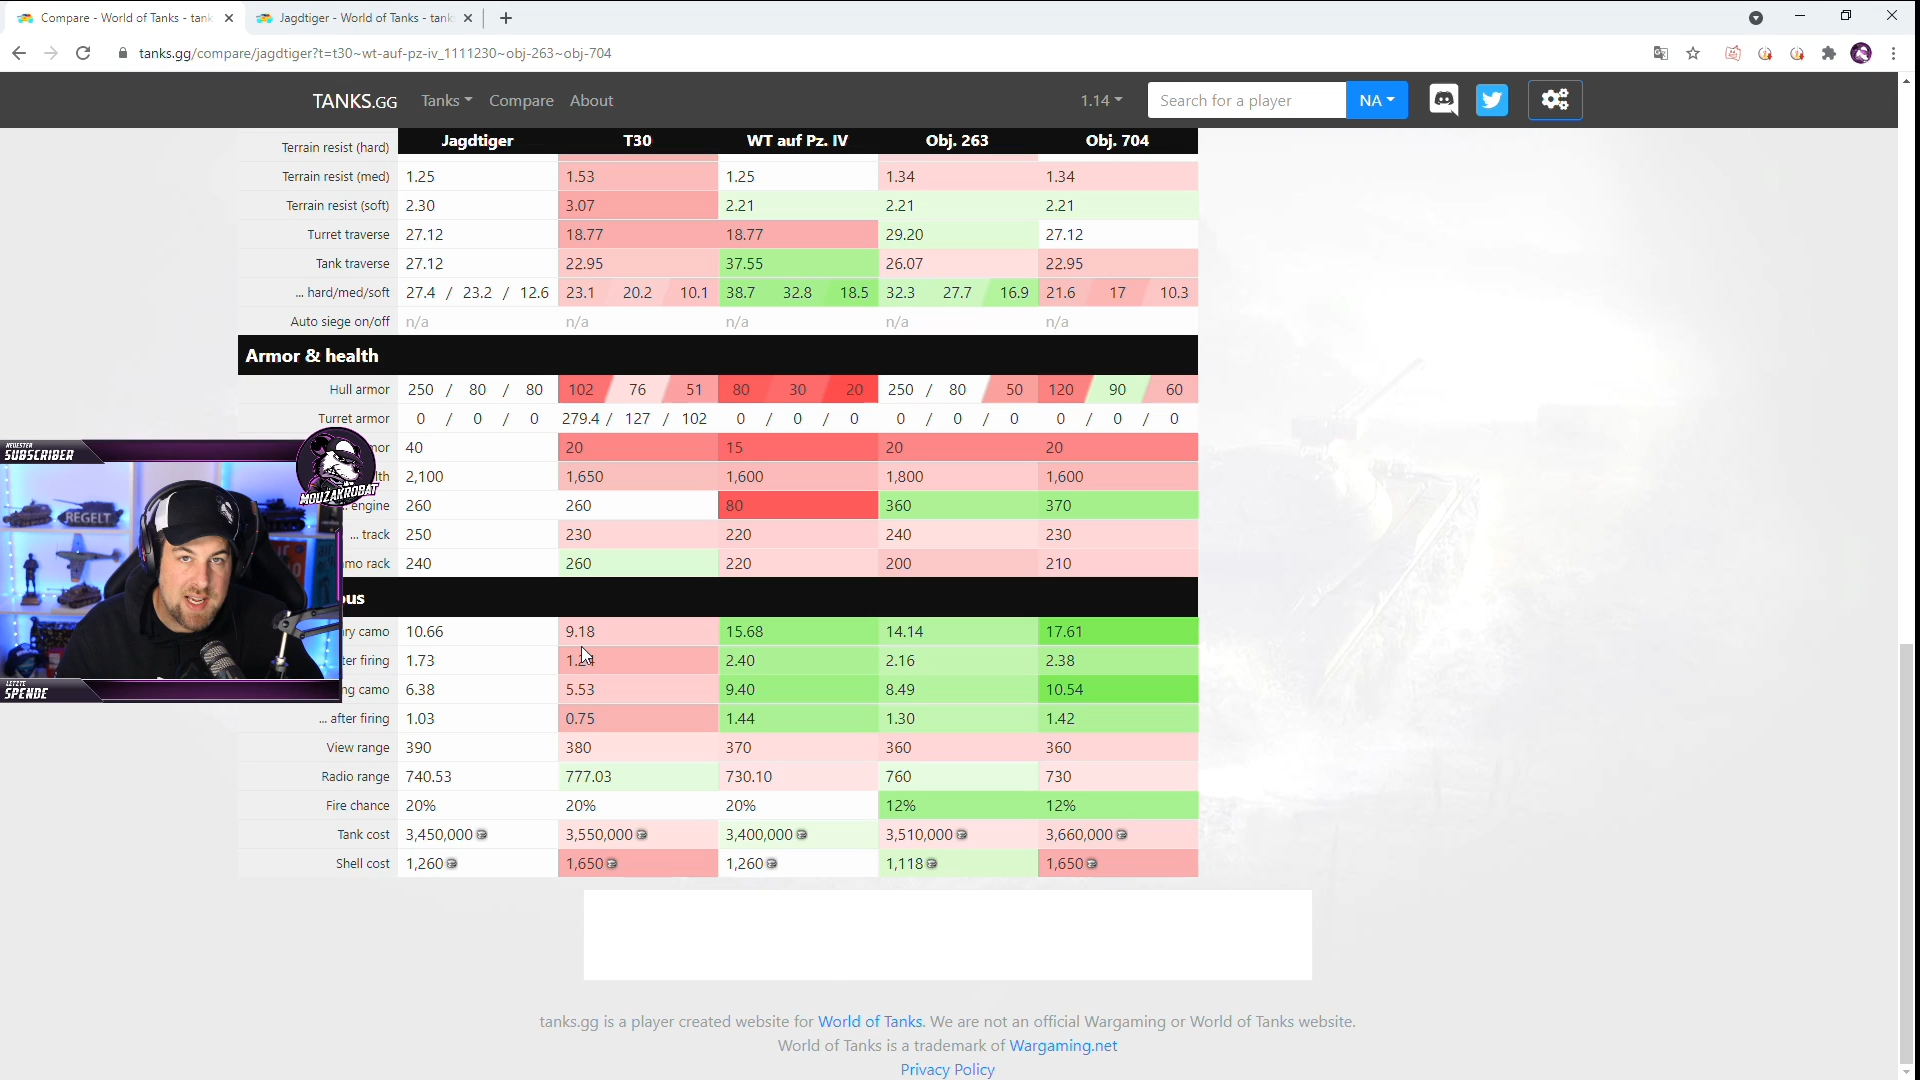 Compare - World of Tanks - tank
Jagdtiger - World of Tanks - tank
tanks.gg/compare/jagdtiger?t=t30~wt-auf-pz-iv_1111230~obj-263~obj-704
TANKS.GG Tanks Compare About 1.14 Search for a player NA
Jagdtiger T30 WT auf Pz. IV Obj. 263 Obj. 704
Terrain resist (hard)
Terrain resist (med) 1.25 1.53 1.25 1.34 1.34
Terrain resist (soft) 2.30 3.07 2.21 2.21 2.21
Turret traverse 27.12 18.77 18.77 29.20 27.12
Tank traverse 27.12 22.95 37.55 26.07 22.95
... hard/med/soft 27.4 / 23.2 / 12.6 23.1 20.2 10.1 38.7 32.8 18.5 32.3 27.7 16.9 21.6 17 10.3
Auto siege on/off n/a n/a n/a n/a n/a
Armor & health
Hull armor 250 / 80 / 80 102 76 51 80 30 20 250 / 80 50 120 90 60
Turret armor 0 / 0 / 0 279.4 / 127 / 102 0 / 0 / 0 0 / 0 / 0 0 / 0 / 0
mor 40 20 15 20 20
lth 2,100 1,650 1,600 1,800 1,600
engine 260 260 80 360 370
... track 250 230 220 240 230
mo rack 240 260 220 200 210
ous
ry camo 10.66 9.18 15.68 14.14 17.61
ter firing 1.73 1.24 2.40 2.16 2.38
ng camo 6.38 5.53 9.40 8.49 10.54
... after firing 1.03 0.75 1.44 1.30 1.42
View range 390 380 370 360 360
Radio range 740.53 777.03 730.10 760 730
Fire chance 20% 20% 20% 12% 12%
Tank cost 3,450,000 3,550,000 3,400,000 3,510,000 3,660,000
Shell cost 1,260 1,650 1,260 1,118 1,650
NEUESTER
SUBSCRIBER
MOUZAKROBAT
REGELT
LETZTE
SPENDE
tanks.gg is a player created website for World of Tanks. We are not an official Wargaming or World of Tanks website.
World of Tanks is a trademark of Wargaming.net
Privacy Policy